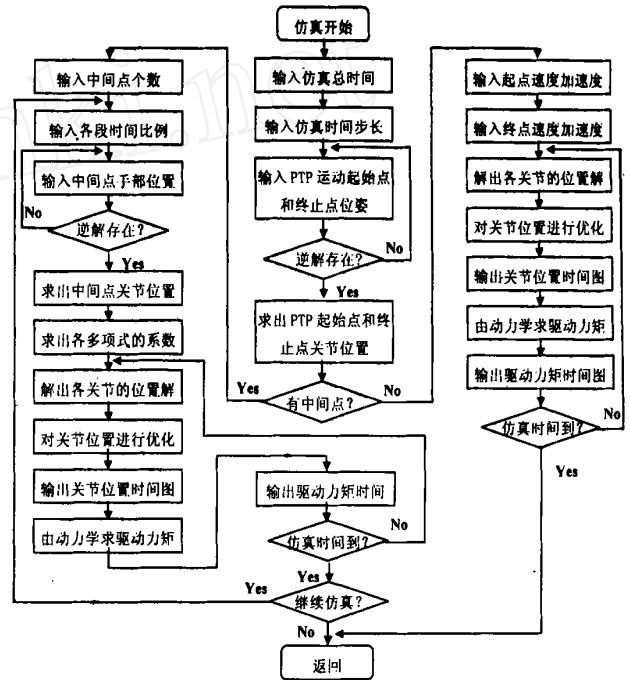 仿真开始
输入仿真总时间
输入仿真时间步长
输入 PTP 运动起始点
和终止点位姿
逆解存在?
No
Yes
求出 PTP 起始点和终
止点关节位置
有中间点?
Yes
No
输入中间点个数
输入各段时间比例
输入中间点手部位置
逆解存在?
No
Yes
求出中间点关节位置
求出各多项式的系数
解出各关节的位置解
对关节位置进行优化
输出关节位置时间图
由动力学求驱动力矩
输出驱动力矩时间
仿真时间到?
No
Yes
继续仿真?
Yes
No
返回
输入起点速度加速度
输入终点速度加速度
解出各关节的位置解
对关节位置进行优化
输出关节位置时间图
由动力学求驱动力矩
输出驱动力矩时间图
仿真时间到?
No
Yes